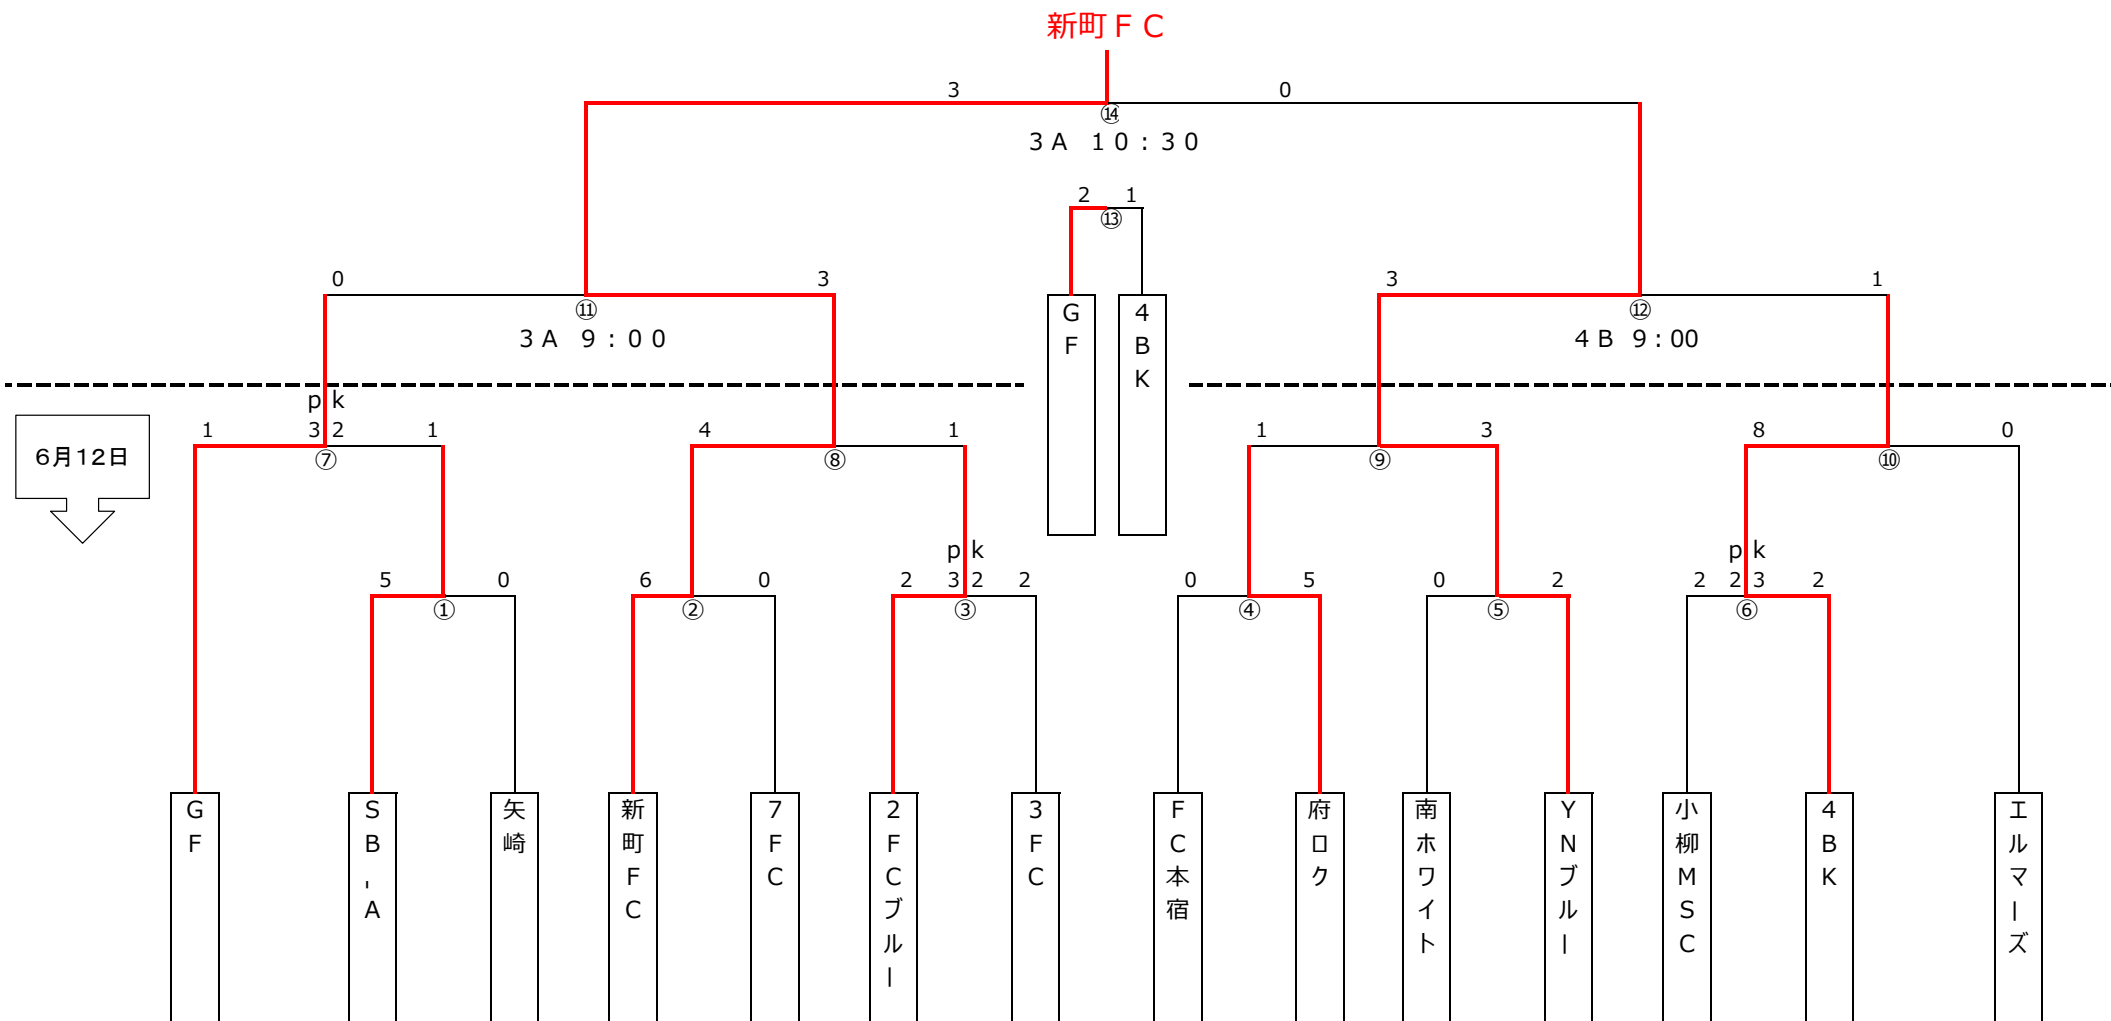 新町ＦＣ
3 0
⑭
３Ａ １０：３０
2 1
⑬
0 3 3 1
⑪ ⑫
３Ａ ９：００ ４Ｂ ９：００
ＧＦ
４ＢＫ
ｐｋ
1 3 2 1 4 1 1 3 8 0
6月12日
⑦ ⑧ ⑨ ⑩
ｐｋ ｐｋ
5 0 6 0 2 3 2 2 0 5 0 2 2 2 3 2
① ② ③ ④ ⑤ ⑥
ＧＦ
ＳＢ'Ａ
矢崎
新町ＦＣ
７ＦＣ
２ＦＣブルー
３ＦＣ
ＦＣ本宿
府ロク
南ホワイト
ＹＮブルー
小柳ＭＳＣ
４ＢＫ
エルマーズ